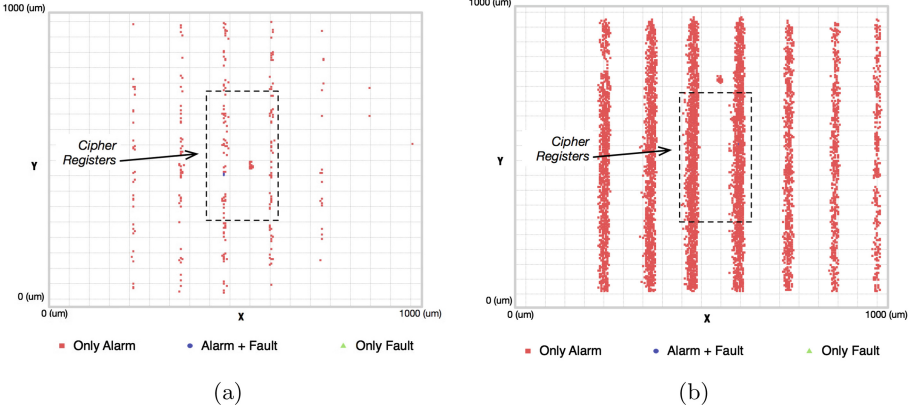 1000 (um)
Cipher
Registers
Y
0 (um)
0 (um)
X
1000 (um)
Only Alarm
Alarm + Fault
Only Fault
(a)
1000 (um)
Cipher
Registers
Y
0 (um)
0 (um)
X
1000 (um)
Only Alarm
Alarm + Fault
Only Fault
(b)